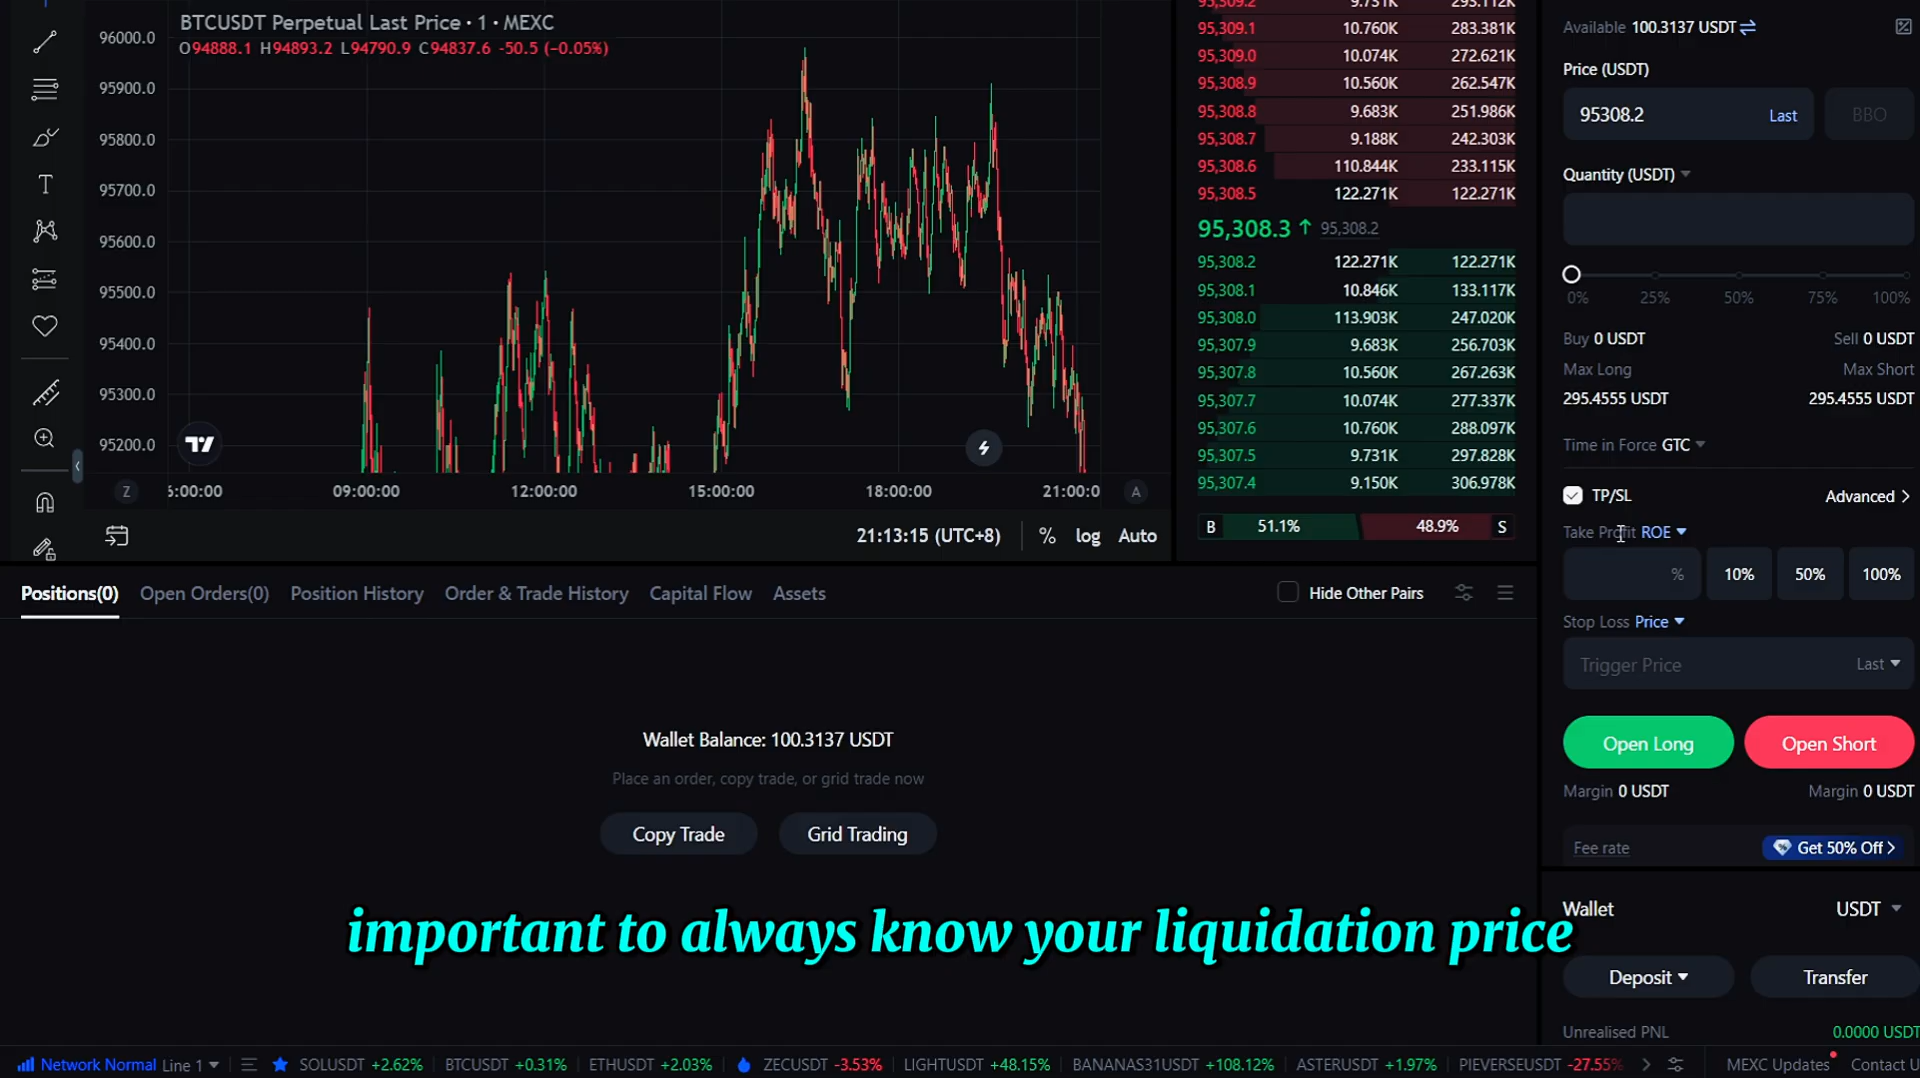 BTCUSDT Perpetual Last Price • 1 • MEXC
O94888.1 H94893.2 L94790.9 C94837.6 -50.5 (−0.05%)
96000.0
95900.0
95800.0
95700.0
95600.0
95500.0
95400.0
95300.0
95200.0
Z 6:00:00 09:00:00 12:00:00 15:00:00 18:00:00 21:00:0 A
21:13:15 (UTC+8) % log Auto
95,309.2 9.731K 293.112K
95,309.1 10.760K 283.381K
95,309.0 10.074K 272.621K
95,308.9 10.560K 262.547K
95,308.8 9.683K 251.986K
95,308.7 9.188K 242.303K
95,308.6 110.844K 233.115K
95,308.5 122.271K 122.271K
95,308.3 ↑ 95,308.2
95,308.2 122.271K 122.271K
95,308.1 10.846K 133.117K
95,308.0 113.903K 247.020K
95,307.9 9.683K 256.703K
95,307.8 10.560K 267.263K
95,307.7 10.074K 277.337K
95,307.6 10.760K 288.097K
95,307.5 9.731K 297.828K
95,307.4 9.150K 306.978K
B 51.1% 48.9% S
Available 100.3137 USDT
Price (USDT)
95308.2 Last BBO
Quantity (USDT)
0% 25% 50% 75% 100%
Buy 0 USDT Sell 0 USDT
Max Long Max Short
295.4555 USDT 295.4555 USDT
Time in Force GTC
TP/SL Advanced >
Take Profit ROE
% 10% 50% 100%
Stop Loss Price
Trigger Price Last
Open Long Open Short
Margin 0 USDT Margin 0 USDT
Fee rate Get 50% Off >
Wallet USDT
Deposit Transfer
Unrealised PNL 0.0000 USDT
Positions(0) Open Orders(0) Position History Order & Trade History Capital Flow Assets Hide Other Pairs
Wallet Balance: 100.3137 USDT
Place an order, copy trade, or grid trade now
Copy Trade Grid Trading
important to always know your liquidation price
Network Normal Line 1 SOLUSDT +2.62% BTCUSDT +0.31% ETHUSDT +2.03% ZECUSDT -3.53% LIGHTUSDT +48.15% BANANAS31USDT +108.12% ASTERUSDT +1.97% PIEVERSEUSDT -27.55% MEXC Updates Contact U